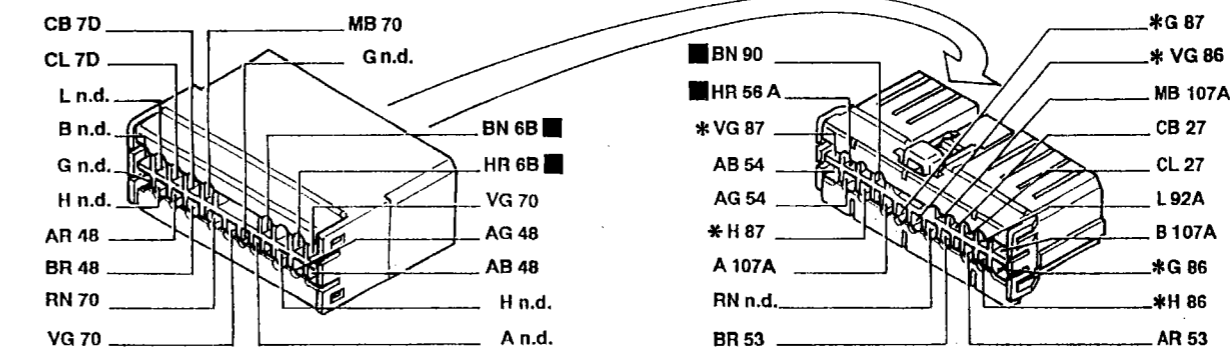 CB 7D
CL 7D
L n.d.
B n.d.
G n.d.
H n.d.
AR 48
BR 48
RN 70
VG 70
MB 70
G n.d.
BN 6B
HR 6B
VG 70
AG 48
AB 48
H n.d.
A n.d.
BN 90
HR 56 A
*VG 87
AB 54
AG 54
*H 87
A 107A
RN n.d.
BR 53
*G 87
*VG 86
MB 107A
CB 27
CL 27
L 92A
B 107A
*G 86
*H 86
AR 53